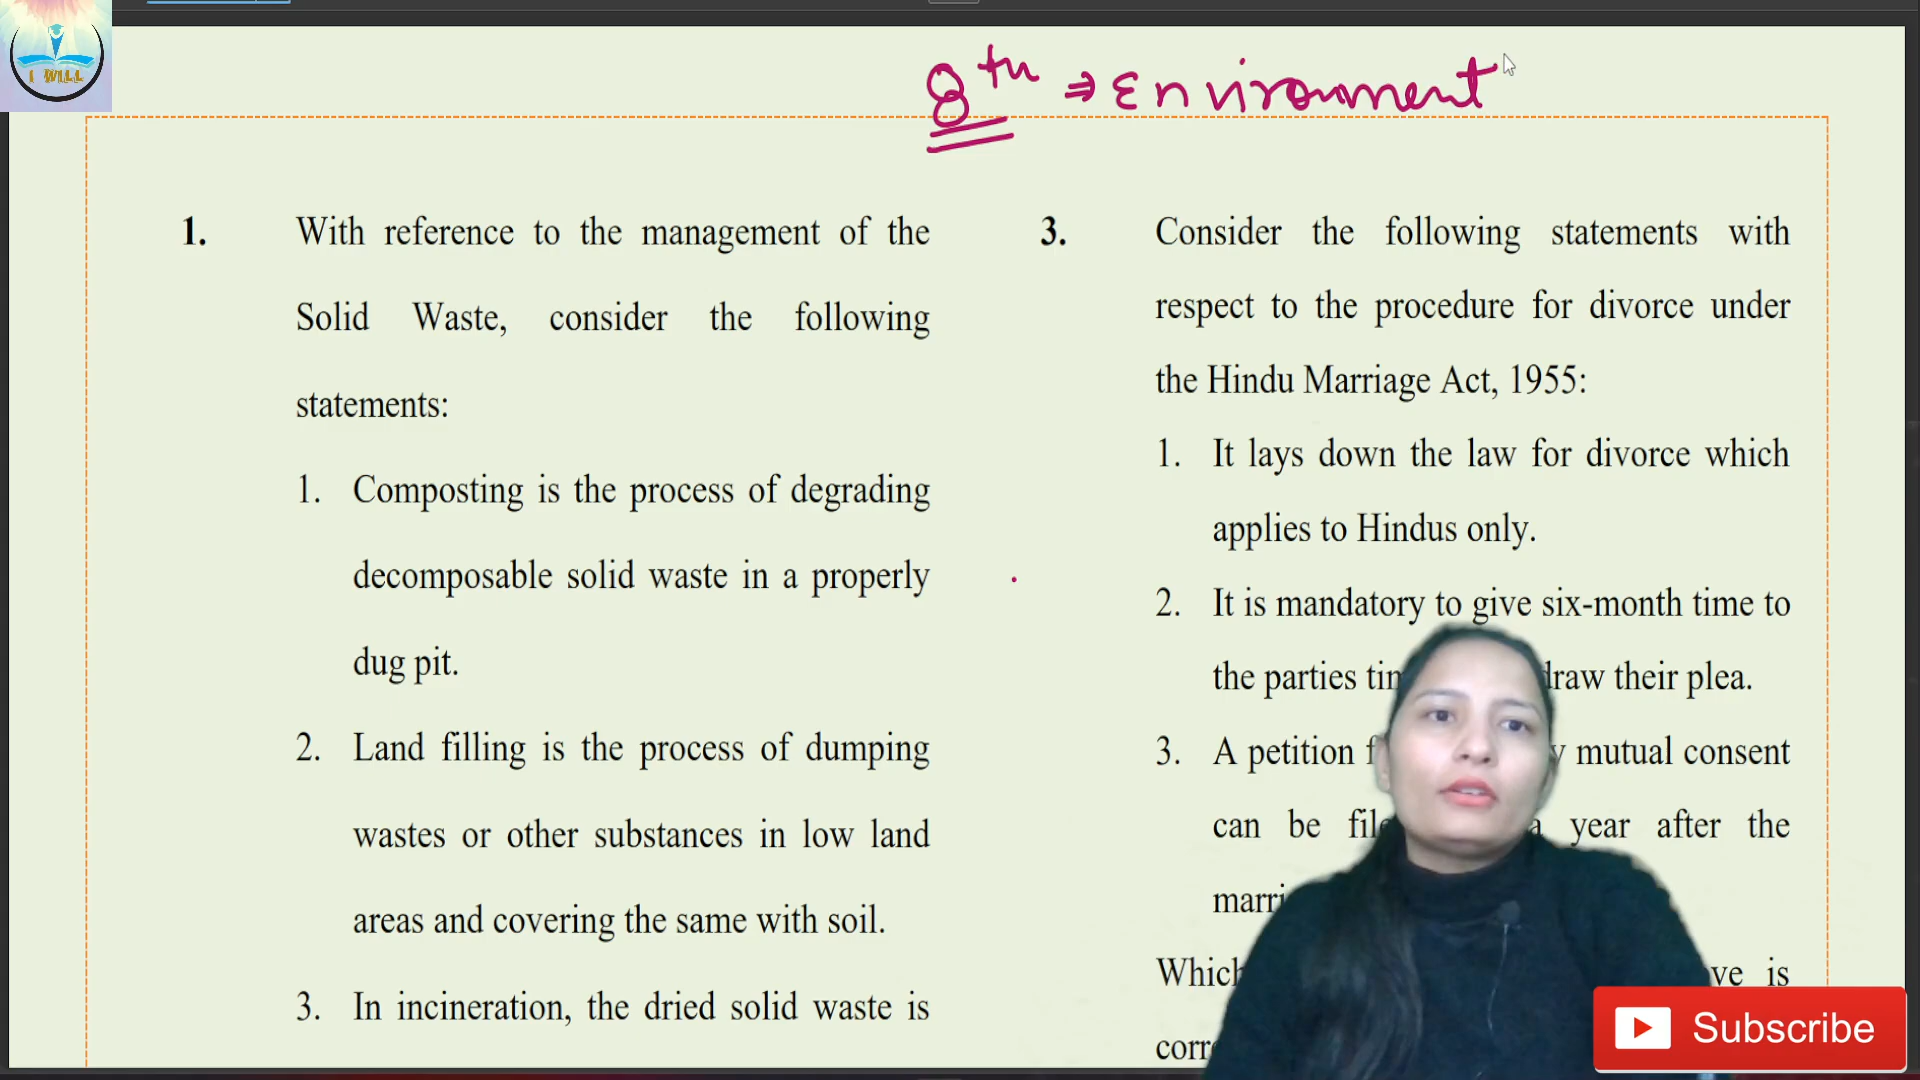 I WILL
8th ⇒ Environment
1. With reference to the management of the
Solid Waste, consider the following
statements:
1. Composting is the process of degrading
decomposable solid waste in a properly
dug pit.
2. Land filling is the process of dumping
wastes or other substances in low land
areas and covering the same with soil.
3. In incineration, the dried solid waste is
3. Consider the following statements with
respect to the procedure for divorce under
the Hindu Marriage Act, 1955:
1. It lays down the law for divorce which
applies to Hindus only.
2. It is mandatory to give six-month time to
the parties their plea.
3. A petition mutual consent
can be year after the
is
Subscribe